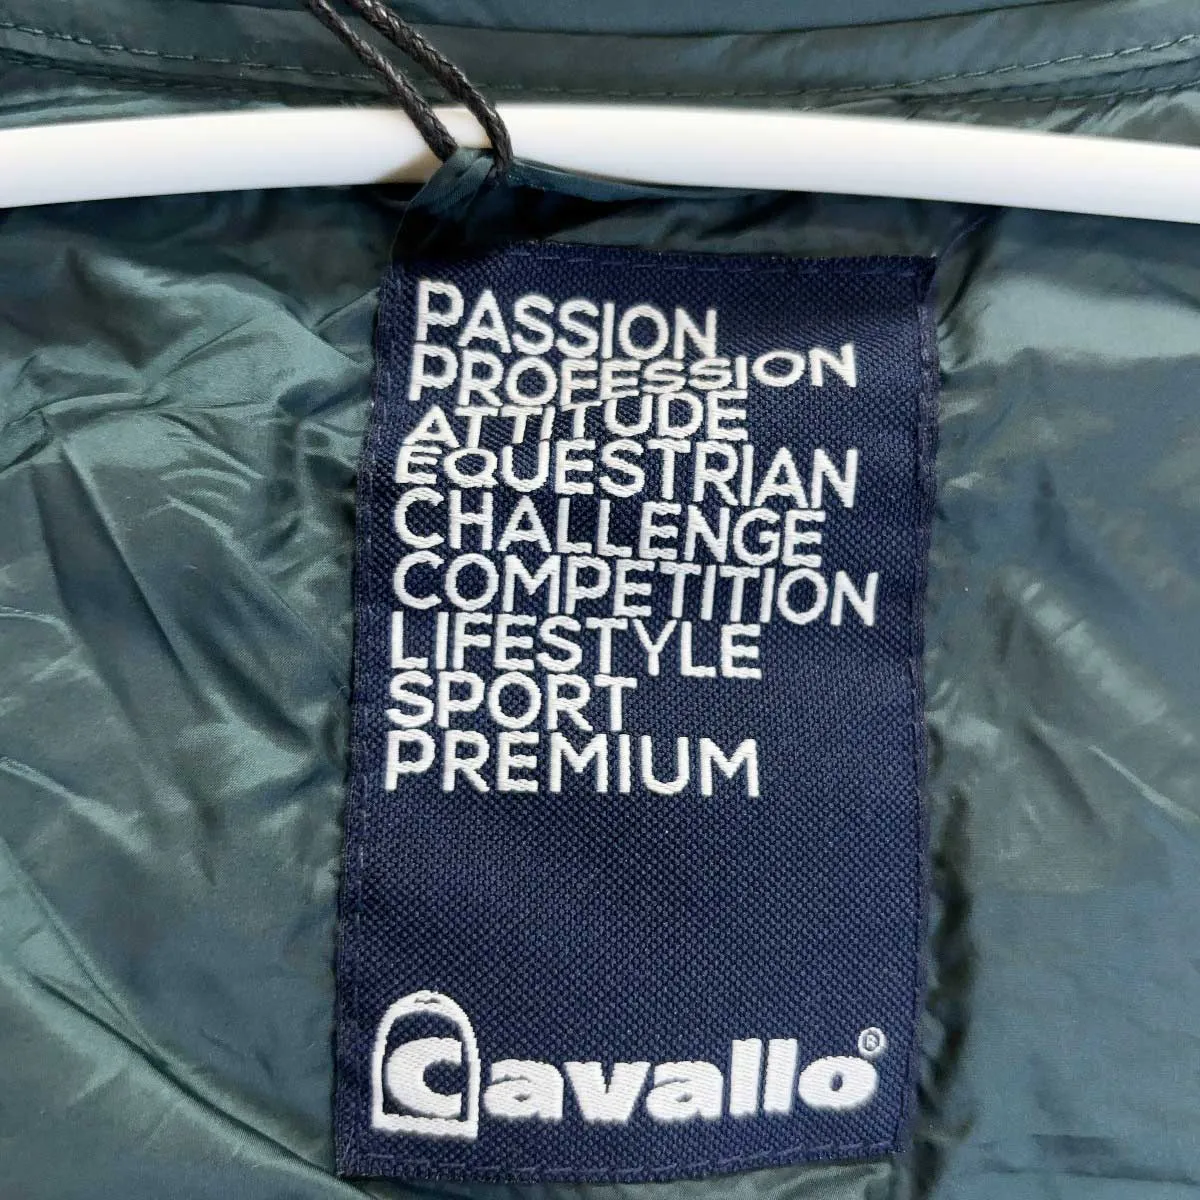 PASSION
PROFESSION
ATTITUDE
EQUESTRIAN
CHALLENGE
COMPETITION
LIFESTYLE
SPORT
PREMIUM
Cavallo®